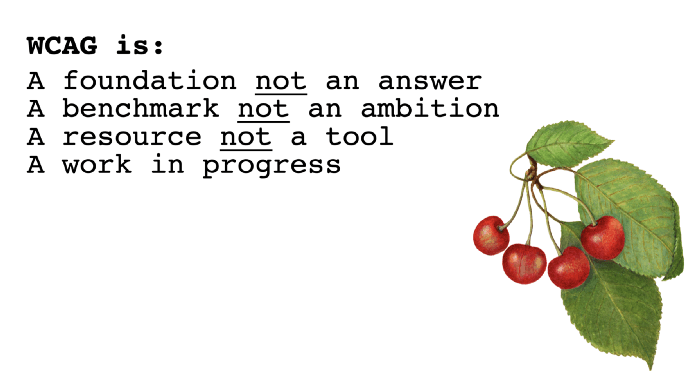 WCAG is:
A foundation not an answer
A benchmark not an ambition
A resource not a tool
A work in progress